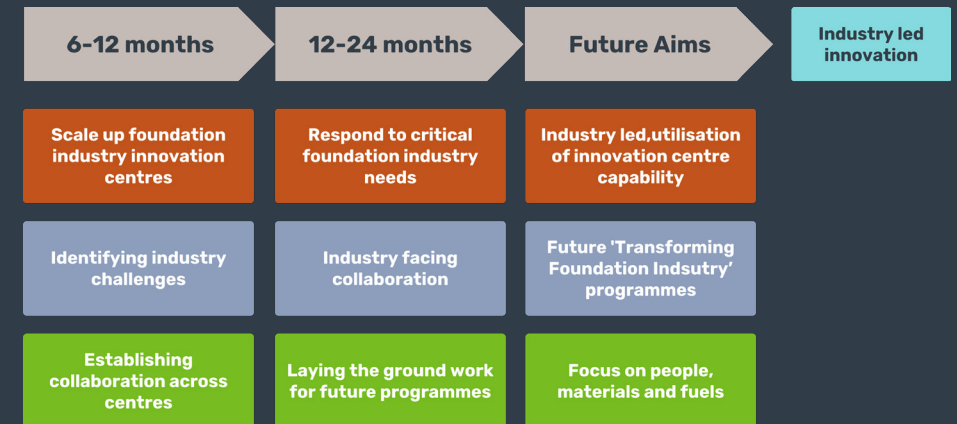 6-12 months
12-24 months
Future Aims
Industry led
innovation
Scale up foundation
industry innovation
centres
Respond to critical
foundation industry
needs
Industry led,utilisation
of innovation centre
capability
Identifying industry
challenges
Industry facing
collaboration
Future 'Transforming
Foundation Indsutry’
programmes
Establishing
collaboration across
centres
Laying the ground work
for future programmes
Focus on people,
materials and fuels